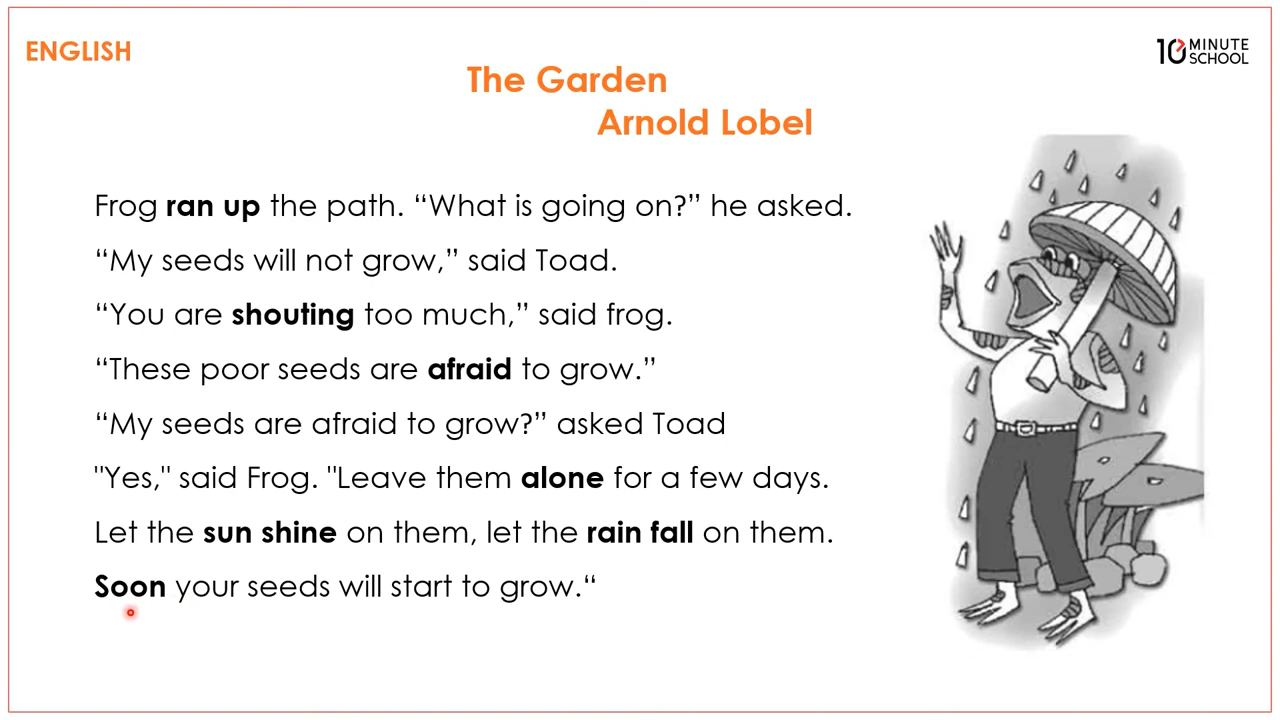 ENGLISH
10 MINUTE SCHOOL
The Garden
Arnold Lobel
Frog ran up the path. “What is going on?” he asked.
“My seeds will not grow,” said Toad.
“You are shouting too much,” said frog.
“These poor seeds are afraid to grow.”
“My seeds are afraid to grow?” asked Toad
"Yes," said Frog. "Leave them alone for a few days.
Let the sun shine on them, let the rain fall on them.
Soon your seeds will start to grow.“